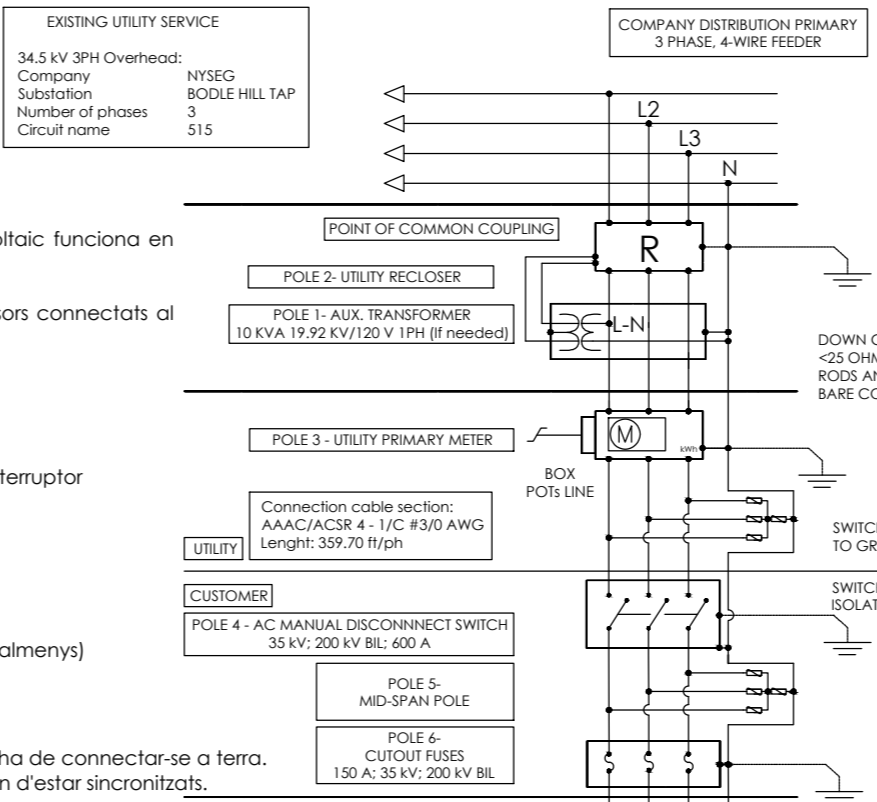 EXISTING UTILITY SERVICE
34.5 kV 3PH Overhead:
Company NYSEG
Substation BODLE HILL TAP
Number of phases 3
Circuit name 515
COMPANY DISTRIBUTION PRIMARY
3 PHASE, 4-WIRE FEEDER
L2
L3
N
oltaic funciona en
sors connectats al
terruptor
almenys)
ha de connectar-se a terra.
n d'estar sincronitzats.
POINT OF COMMON COUPLING
R
POLE 2- UTILITY RECLOSER
POLE 1- AUX. TRANSFORMER
10 KVA 19.92 KV/120 V 1PH (If needed)
L-N
DOWN
<25 OHM
RODS AN
BARE CO
POLE 3 - UTILITY PRIMARY METER
M
kWh
BOX
POTs LINE
Connection cable section:
AAAC/ACSR 4 - 1/C #3/0 AWG
Lenght: 359.70 ft/ph
UTILITY
SWITC
TO GR
CUSTOMER
SWITC
ISOLAT
POLE 4 - AC MANUAL DISCONNNECT SWITCH
35 kV; 200 kV BIL; 600 A
POLE 5-
MID-SPAN POLE
POLE 6-
CUTOUT FUSES
150 A; 35 kV; 200 kV BIL